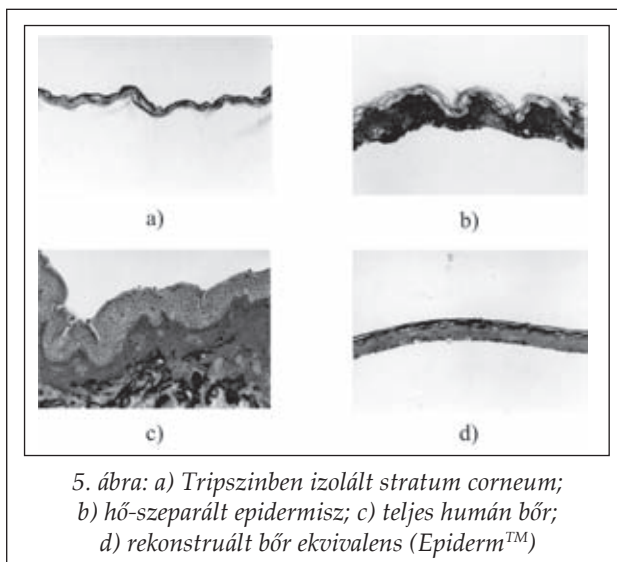 a)
b)
c)
d)
5. ábra: a) Tripszinben izolált stratum corneum;
b) hő-szeparált epidermisz; c) teljes humán bőr;
d) rekonstruált bőr ekvivalens (Epiderm™)